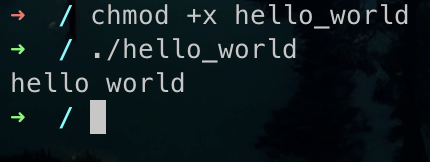 ➜ / chmod +x hello_world
➜ / ./hello_world
hello world
➜ /